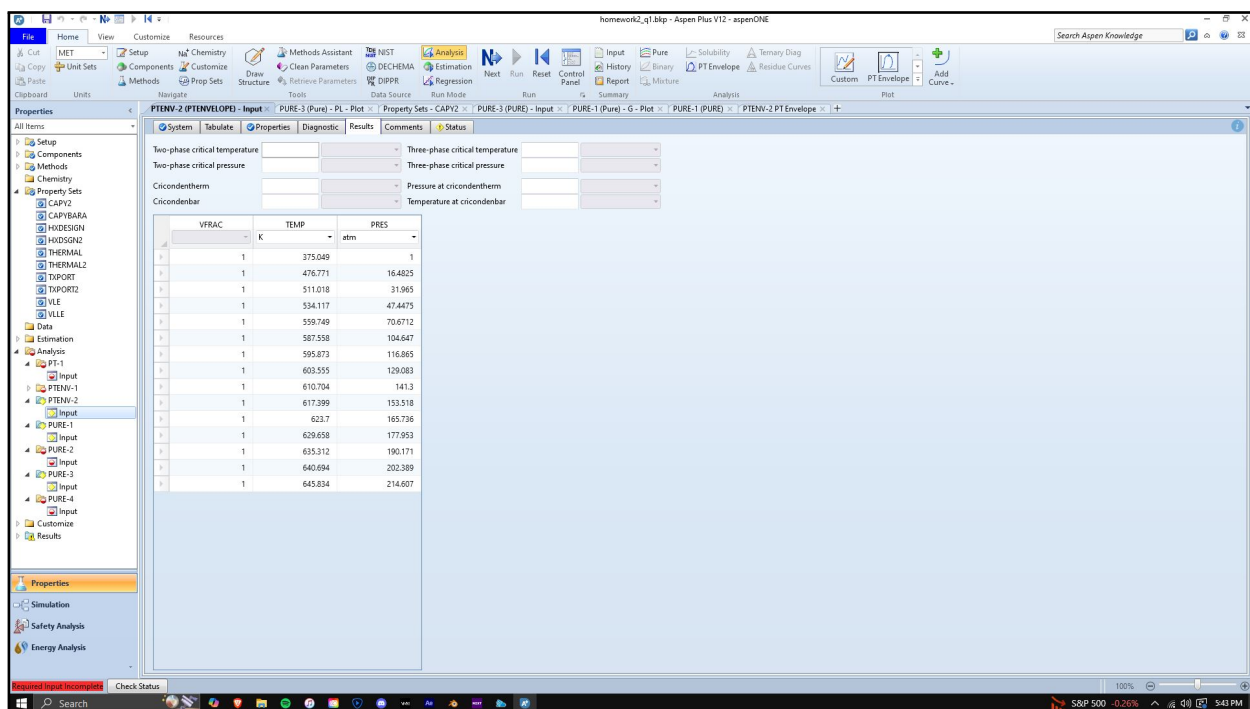 homework2_q1.bkp - Aspen Plus V12 - aspenONE
File Home View Customize Resources Search Aspen Knowledge
Cut MET Setup Na⁺ Chemistry Methods Assistant NIST Analysis Input Pure Solubility Ternary Diag
Copy Unit Sets Components Customize Draw Structure Clean Parameters DECHEMA Estimation Next Run Reset Control Panel History Binary PT Envelope Residue Curves Custom PT Envelope Add Curve
Paste Methods Prop Sets Retrieve Parameters DIPPR Regression Report Mixture
Clipboard Units Navigate Tools Data Source Run Mode Run Summary Analysis Plot
Properties
PTENV-2 (PTENVELOPE) - Input PURE-3 (Pure) - PL - Plot Property Sets - CAPY2 PURE-3 (PURE) - Input PURE-1 (Pure) - G - Plot PURE-1 (PURE) PTENV-2 PT Envelope +
All Items
Setup
Components
Methods
Chemistry
Property Sets
CAPY2
CAPYBARA
HXDESIGN
HXDSGN2
THERMAL
THERMAL2
TXPORT
TXPORT2
VLE
VLLE
Data
Estimation
Analysis
PT-1
Input
PTENV-1
PTENV-2
Input
PURE-1
Input
PURE-2
Input
PURE-3
Input
PURE-4
Input
Customize
Results
Properties
Simulation
Safety Analysis
Energy Analysis
System Tabulate Properties Diagnostic Results Comments Status
Two-phase critical temperature Three-phase critical temperature
Two-phase critical pressure Three-phase critical pressure
Cricondentherm Pressure at cricondentherm
Cricondenbar Temperature at cricondenbar
VFRAC TEMP PRES
K atm
1 375.049 1
1 476.771 16.4825
1 511.018 31.965
1 534.117 47.4475
1 559.749 70.6712
1 587.558 104.647
1 595.873 116.865
1 603.555 129.083
1 610.704 141.3
1 617.399 153.518
1 623.7 165.736
1 629.658 177.953
1 635.312 190.171
1 640.694 202.389
1 645.834 214.607
Required Input Incomplete Check Status 100%
Search S&P 500 -0.26% 5:43 PM